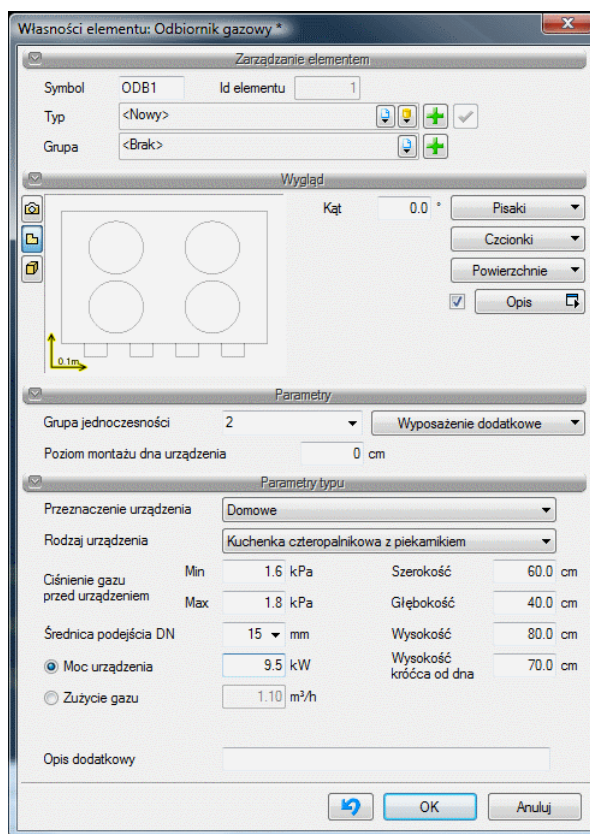 Własności elementu: Odbiornik gazowy *
Zarządzanie elementem
Symbol ODB1 Id elementu 1
Typ <Nowy>
Grupa <Brak>
Wygląd
Kąt 0.0 ° Pisaki
Czcionki
Powierzchnie
Opis
0.1m
Parametry
Grupa jednoczesności 2 Wyposażenie dodatkowe
Poziom montażu dna urządzenia 0 cm
Parametry typu
Przeznaczenie urządzenia Domowe
Rodzaj urządzenia Kuchenka czteropalnikowa z piekarnikiem
Ciśnienie gazu przed urządzeniem Min 1.6 kPa Szerokość 60.0 cm
Max 1.8 kPa Głębokość 40.0 cm
Średnica podejścia DN 15 mm Wysokość 80.0 cm
Moc urządzenia 9.5 kW Wysokość króćca od dna 70.0 cm
Zużycie gazu 1.10 m³/h
Opis dodatkowy
OK Anuluj